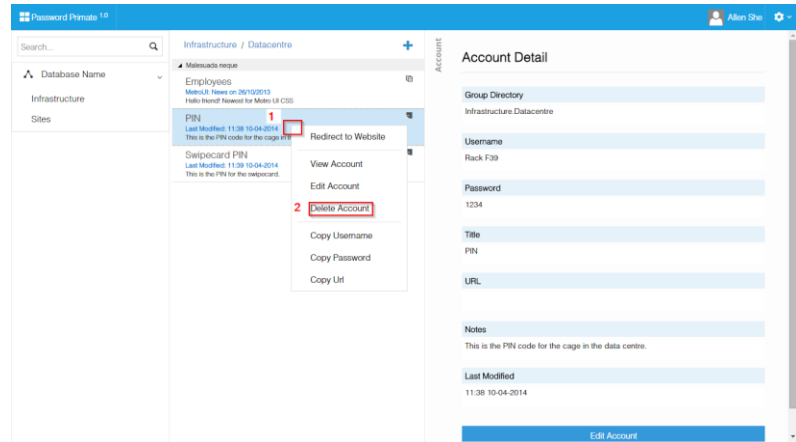 Password Primate 1.0
Allen She
Search...
Database Name
Infrastructure
Sites
Infrastructure / Datacentre
Malesuada neque
Employees
MetroUI: News on 26/10/2013
Hello friend! Newest for Metro UI CSS
PIN
1
Last Modified: 11:38 10-04-2014
This is the PIN code for the cage in t
Swipecard PIN
Last Modified: 11:39 10-04-2014
This is the PIN for the swipecard.
Redirect to Website
View Account
Edit Account
2 Delete Account
Copy Username
Copy Password
Copy Url
Account
Account Detail
Group Directory
Infrastructure.Datacentre
Username
Rack F39
Password
1234
Title
PIN
URL
Notes
This is the PIN code for the cage in the data centre.
Last Modified
11:38 10-04-2014
Edit Account